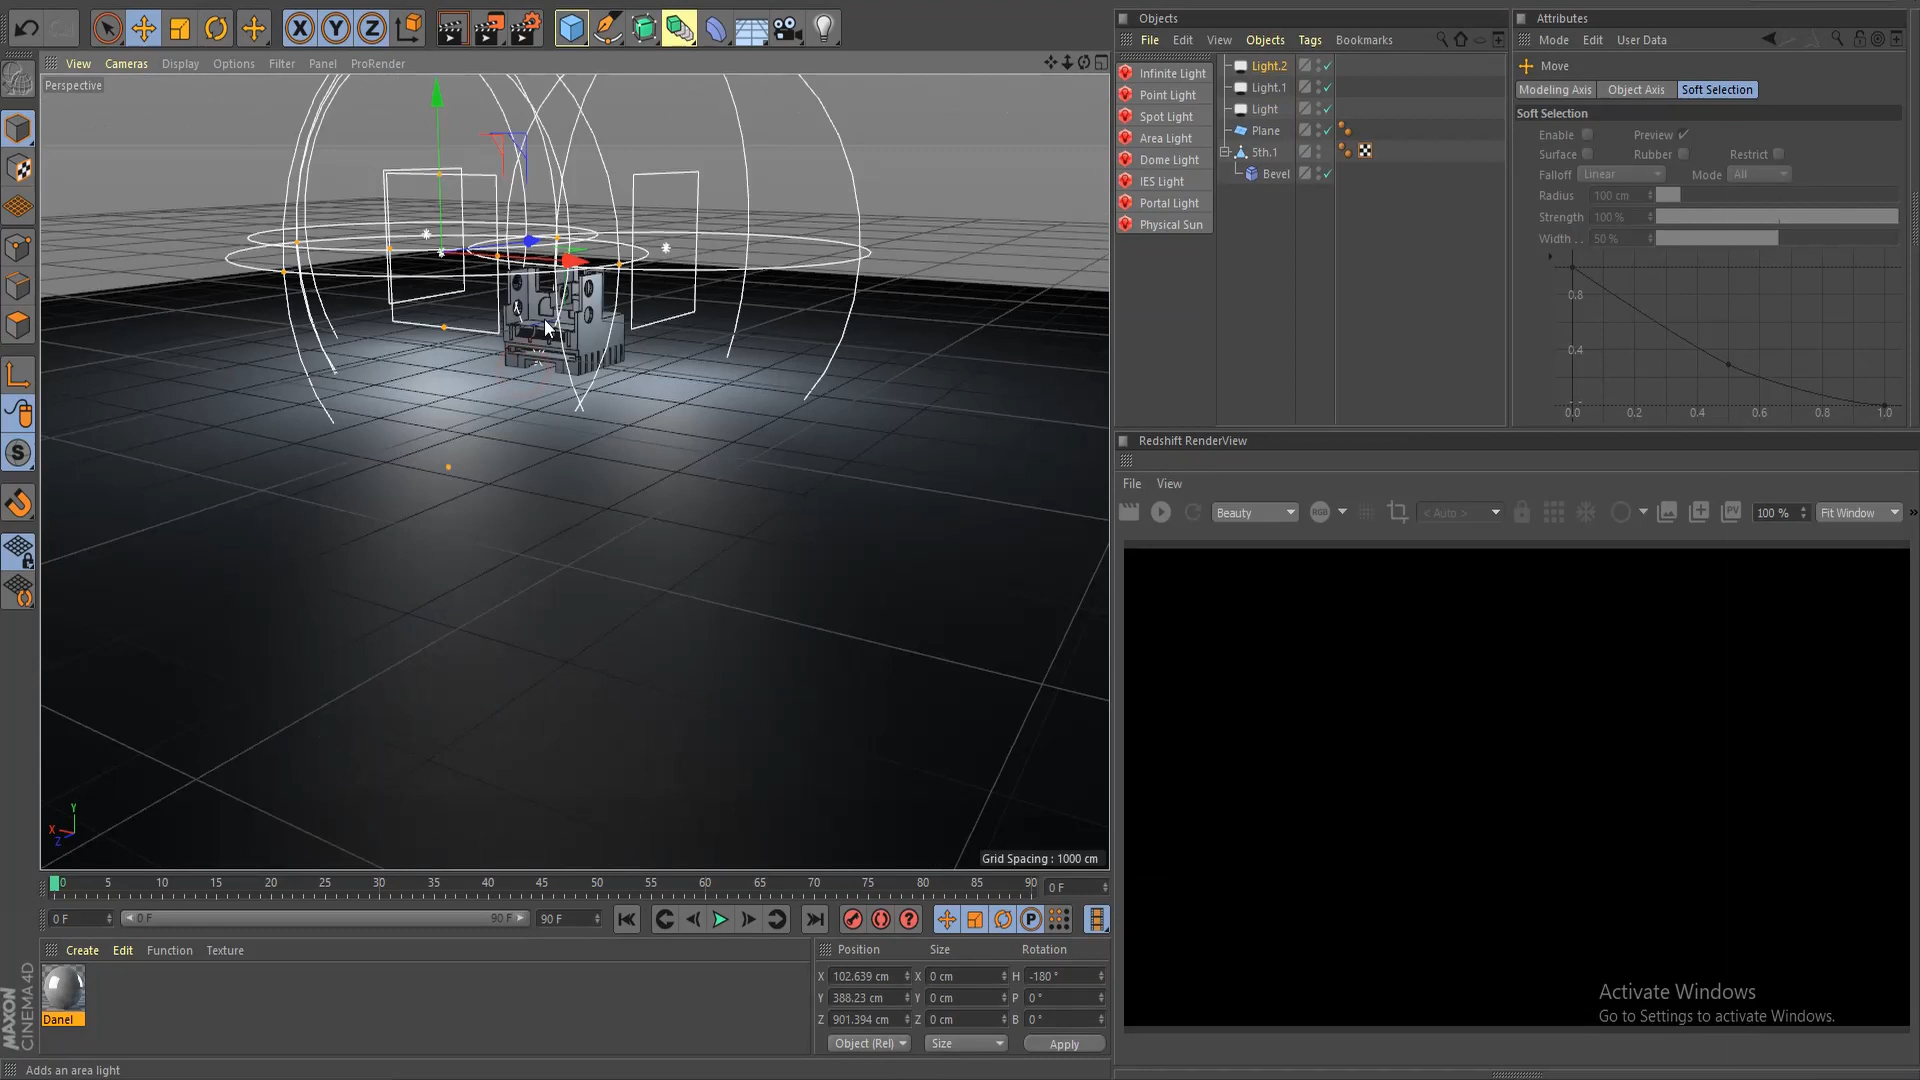 View Cameras Display Options Filter Panel ProRender
Perspective
Grid Spacing : 1000 cm
0 5 10 15 20 25 30 35 40 45 50 55 60 65 70 75 80 85 90 0 F
0 F 0 F 90 F 90 F
Create Edit Function Texture
Danel
MAXON
CINEMA 4D
Position Size Rotation
X 102.639 cm X 0 cm H -180 °
Y 388.23 cm Y 0 cm P 0 °
Z 901.394 cm Z 0 cm B 0 °
Object (Rel) Size Apply
Adds an area light
Objects
File Edit View Objects Tags Bookmarks
Infinite Light
Point Light
Spot Light
Area Light
Dome Light
IES Light
Portal Light
Physical Sun
Light.2
Light.1
Light
Plane
5th.1
Bevel
Attributes
Mode Edit User Data
Move
Modeling Axis Object Axis Soft Selection
Soft Selection
Enable Preview
Surface Rubber Restrict
Falloff Linear Mode All
Radius 100 cm
Strength 100 %
Width . . 50 %
0.8
0.4
0.0 0.2 0.4 0.6 0.8 1.0
Redshift RenderView
File View
Beauty RGB < Auto > PV 100 % Fit Window
Activate Windows
Go to Settings to activate Windows.
X Y Z
X
Y
Z